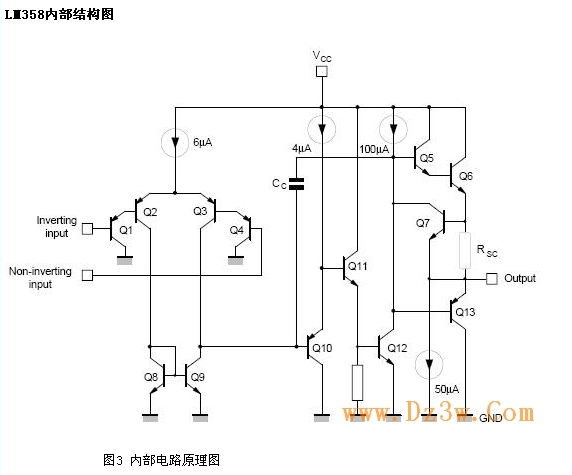 LM358内部结构图
VCC
6µA
4µA
100µA
Q5
Q6
CC
Q2
Q3
Q7
Inverting
input
Q1
Q4
RSC
Non-inverting
input
Q11
Output
Q13
Q10
Q12
Q8
Q9
50µA
GND
www.Dz3w.com
图3 内部电路原理图